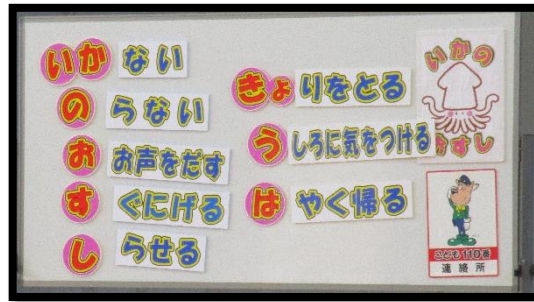 いかない
のらない
おお声をだす
すぐにげる
しらせる
きょりをとる
うしろに気をつける
はやく帰る
いかの
おすし
こども110番
連絡所